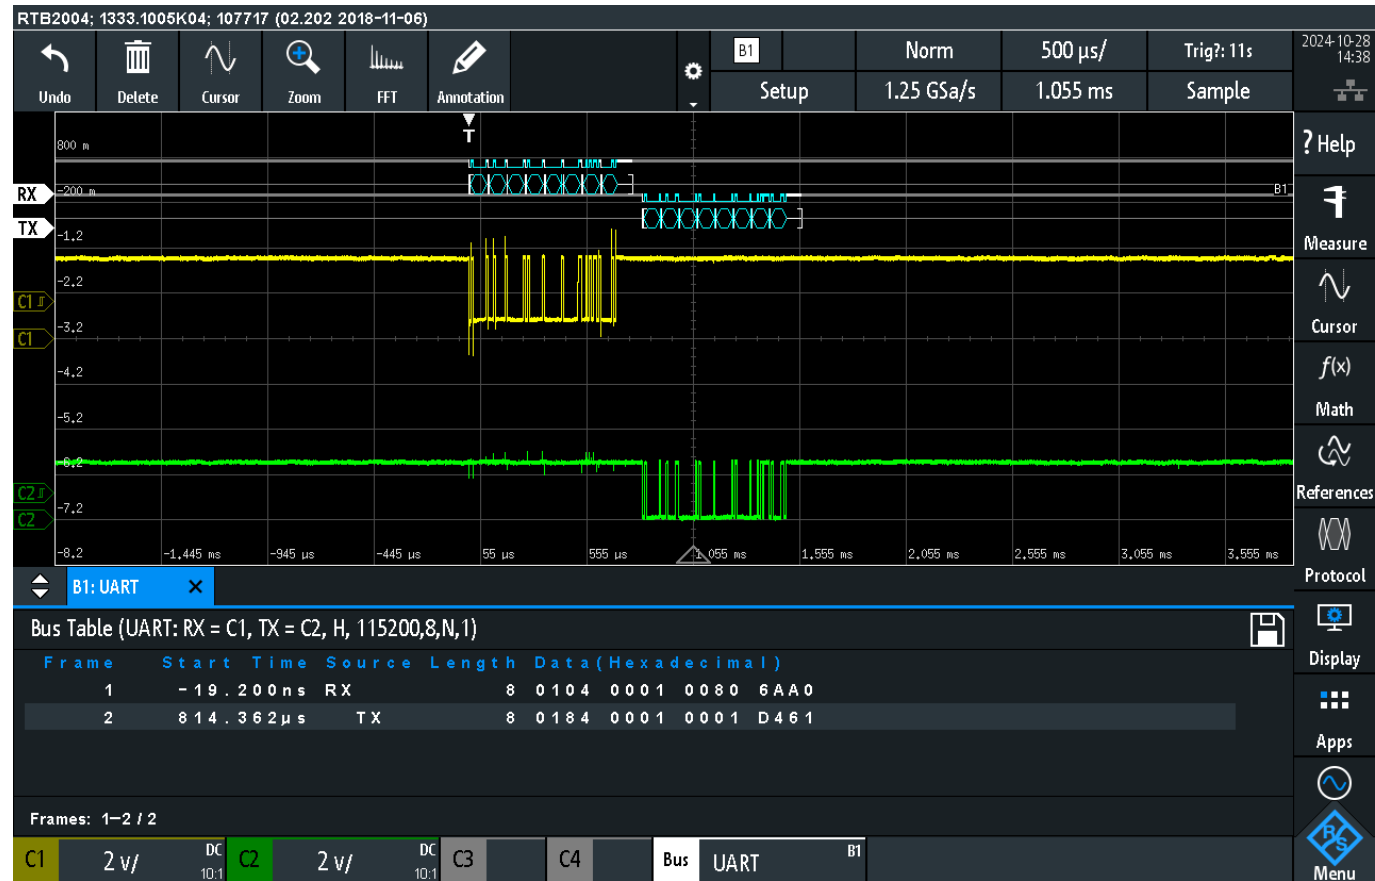 RTB2004; 1333.1005K04; 107717 (02.202 2018-11-06)
Undo Delete Cursor Zoom FFT Annotation
B1 Norm 500 µs/ Trig?: 11s
Setup 1.25 GSa/s 1.055 ms Sample
2024-10-28
14:38
? Help
Measure
Cursor
f(x)
Math
References
Protocol
Display
Apps
R&S
Menu
T
800 m
RX
-200 m
B1
TX
-1.2
-2.2
C1
-3.2
C1
-4.2
-5.2
-6.2
C2
-7.2
C2
-8.2 -1.445 ms -945 µs -445 µs 55 µs 555 µs 1.055 ms 1.555 ms 2.055 ms 2.555 ms 3.055 ms 3.555 ms
B1: UART ×
Bus Table (UART: RX = C1, TX = C2, H, 115200,8,N,1)
Frame Start Time Source Length Data(Hexadecimal)
1 -19.200ns RX 8 0104 0001 0080 6AA0
2 814.362µs TX 8 0184 0001 0001 D461
Frames: 1-2 / 2
C1 2 V/ DC 10:1 C2 2 V/ DC 10:1 C3 C4 Bus UART B1